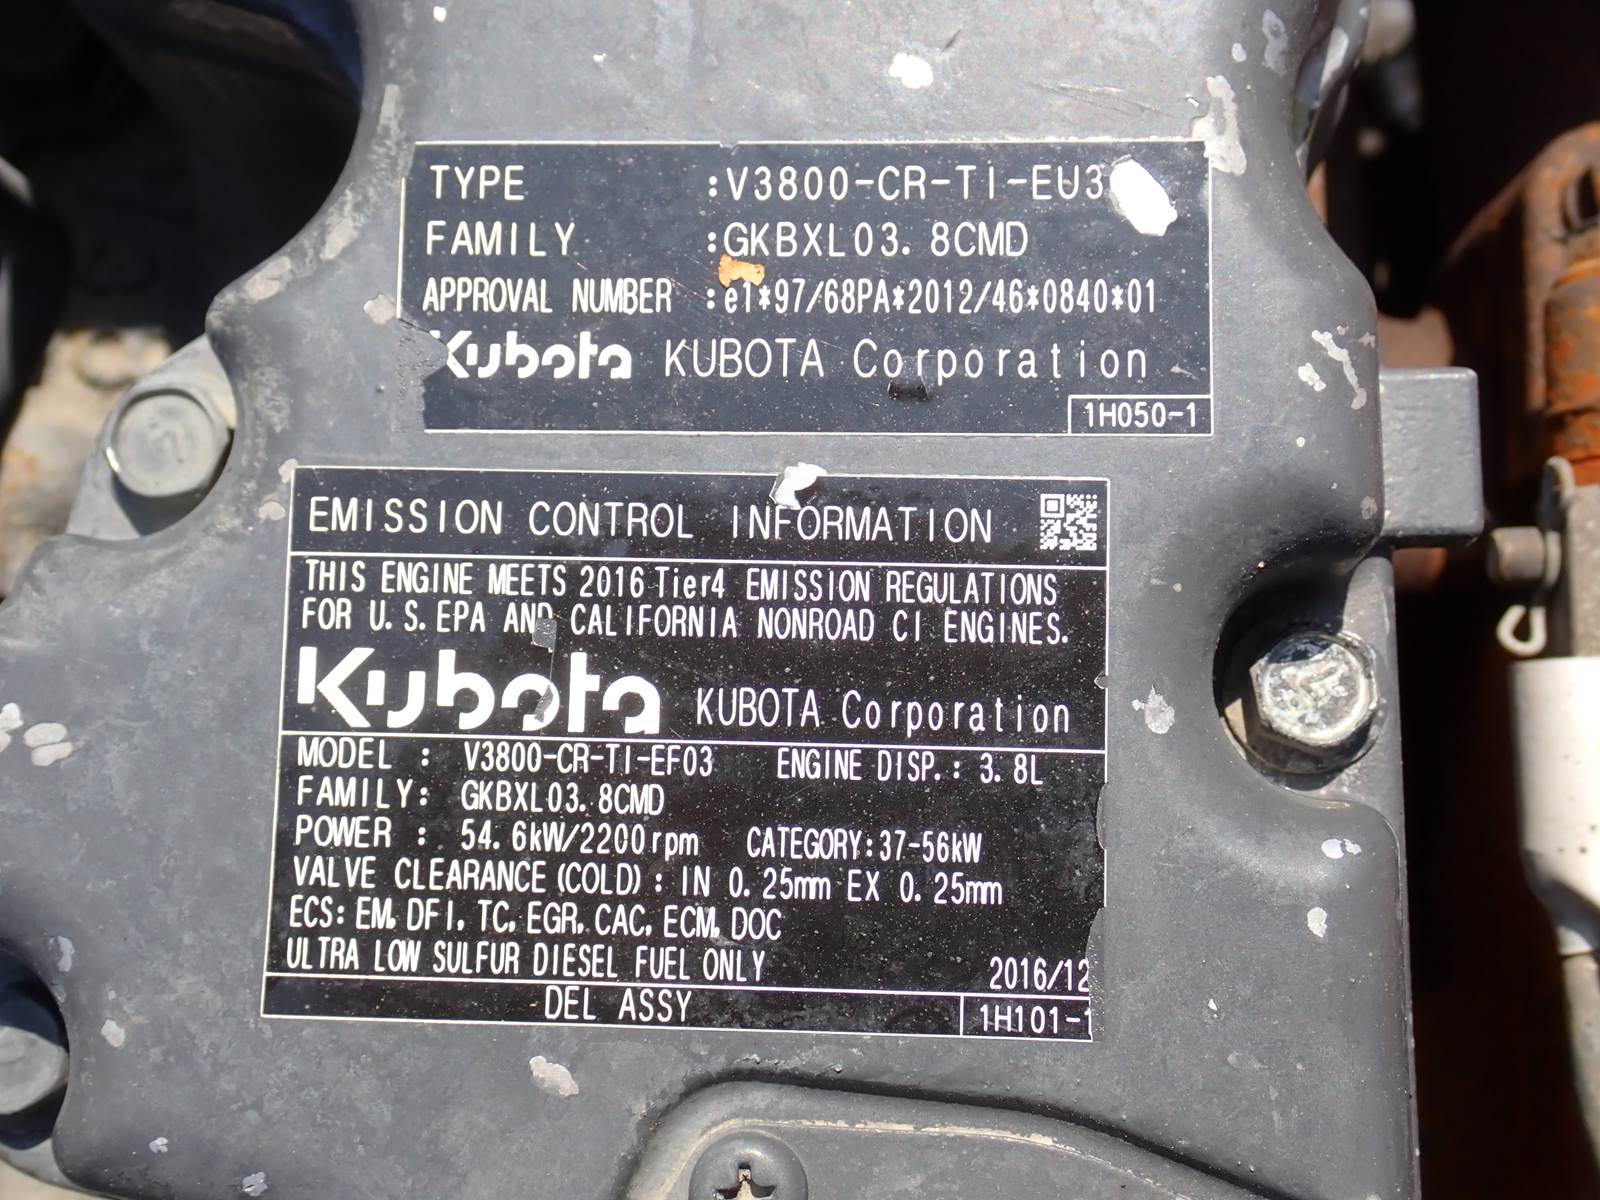 TYPE :V3800-CR-TI-EU3
FAMILY :GKBXL03.8CMD
APPROVAL NUMBER :e1*97/68PA*2012/46*0840*01
Kubota KUBOTA Corporation
1H050-1
EMISSION CONTROL INFORMATION
THIS ENGINE MEETS 2016 Tier4 EMISSION REGULATIONS
FOR U.S.EPA AND CALIFORNIA NONROAD CI ENGINES.
Kubota KUBOTA Corporation
MODEL : V3800-CR-TI-EF03 ENGINE DISP.: 3.8L
FAMILY: GKBXL03.8CMD
POWER : 54.6kW/2200rpm CATEGORY:37-56kW
VALVE CLEARANCE(COLD): IN 0.25mm EX 0.25mm
ECS: EM, DFI, TC, EGR, CAC, ECM, DOC
ULTRA LOW SULFUR DIESEL FUEL ONLY 2016/12
DEL ASSY 1H101-1